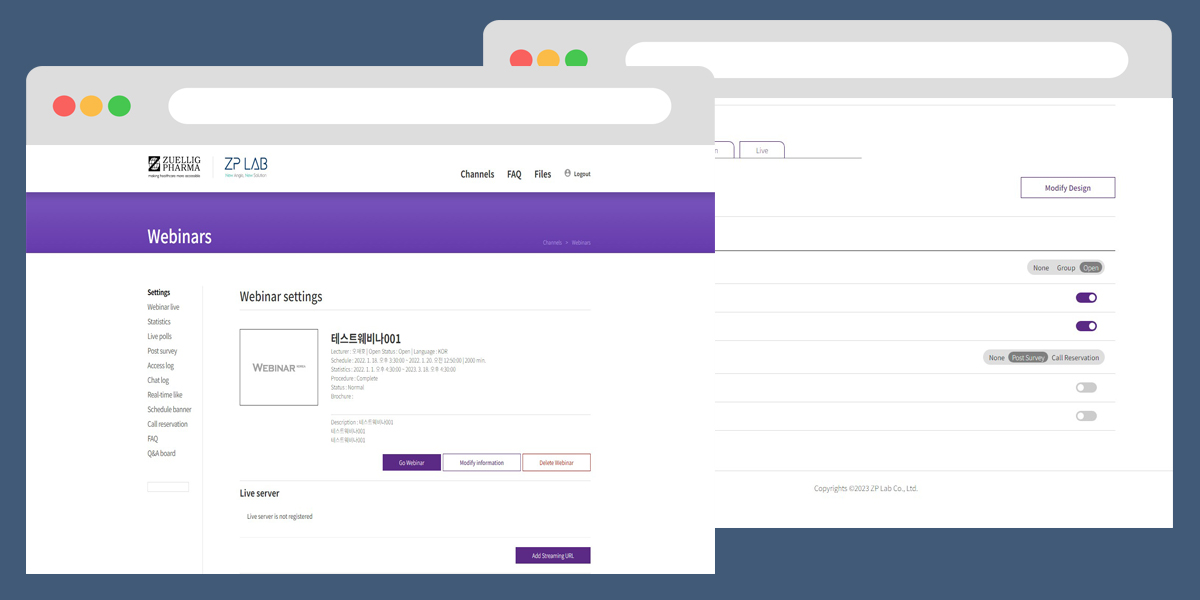 ZUELLIG
PHARMA
making healthcare more accessible
ZP LAB
New Angle, New Solution
Channels FAQ Files Logout
Webinars
Channels > Webinars
Settings
Webinar live
Statistics
Live polls
Post survey
Access log
Chat log
Real-time like
Schedule banner
Call reservation
FAQ
Q&A board
Webinar settings
WEBINAR
테스트웨비나001
Open Status : Open | Language : KOR
Schedule : 2022. 1. 18. 오후 3:30:00 ~ 2022. 1. 20. 오전 12:50:00 | 2000 min.
Statistics : 2022. 1. 1. 오후 4:30:00 ~ 2023. 3. 18. 오후 4:30:00
Procedure : Complete
Status : Normal
Brochure :
Description : 테스트웨비나001
테스트웨비나001
테스트웨비나001
Go Webinar Modify information Delete Webinar
Live server
Live server is not registered
Add Streaming URL
Live
Modify Design
None Group Open
None Post Survey Call Reservation
Copyrights ©2023 ZP Lab Co., Ltd.